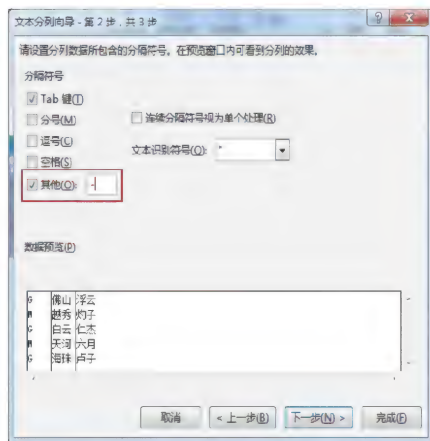 文本分列向导 - 第 2 步，共 3 步
请设置分列数据所包含的分隔符号。在预览窗口内可看到分列的效果。
分隔符号
Tab 键(T)
分号(M)
连续分隔符号视为单个处理(R)
逗号(C)
文本识别符号(Q): "
空格(S)
其他(O): -
数据预览(P)
G 佛山 浮云
M 越秀 灼子
G 白云 仁杰
M 天河 六月
G 海珠 卢子
取消 < 上一步(B) 下一步(N) > 完成(F)